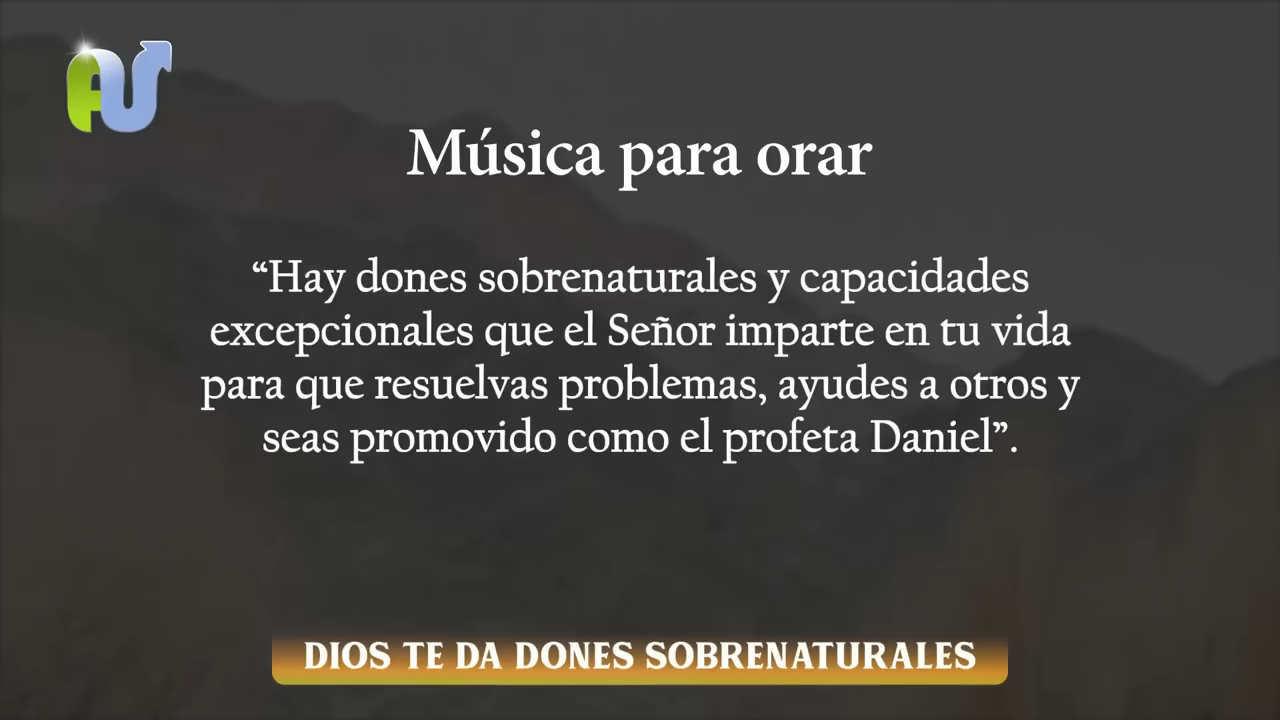 AU
Música para orar
“Hay dones sobrenaturales y capacidades
excepcionales que el Señor imparte en tu vida
para que resuelvas problemas, ayudes a otros y
seas promovido como el profeta Daniel”.
DIOS TE DA DONES SOBRENATURALES